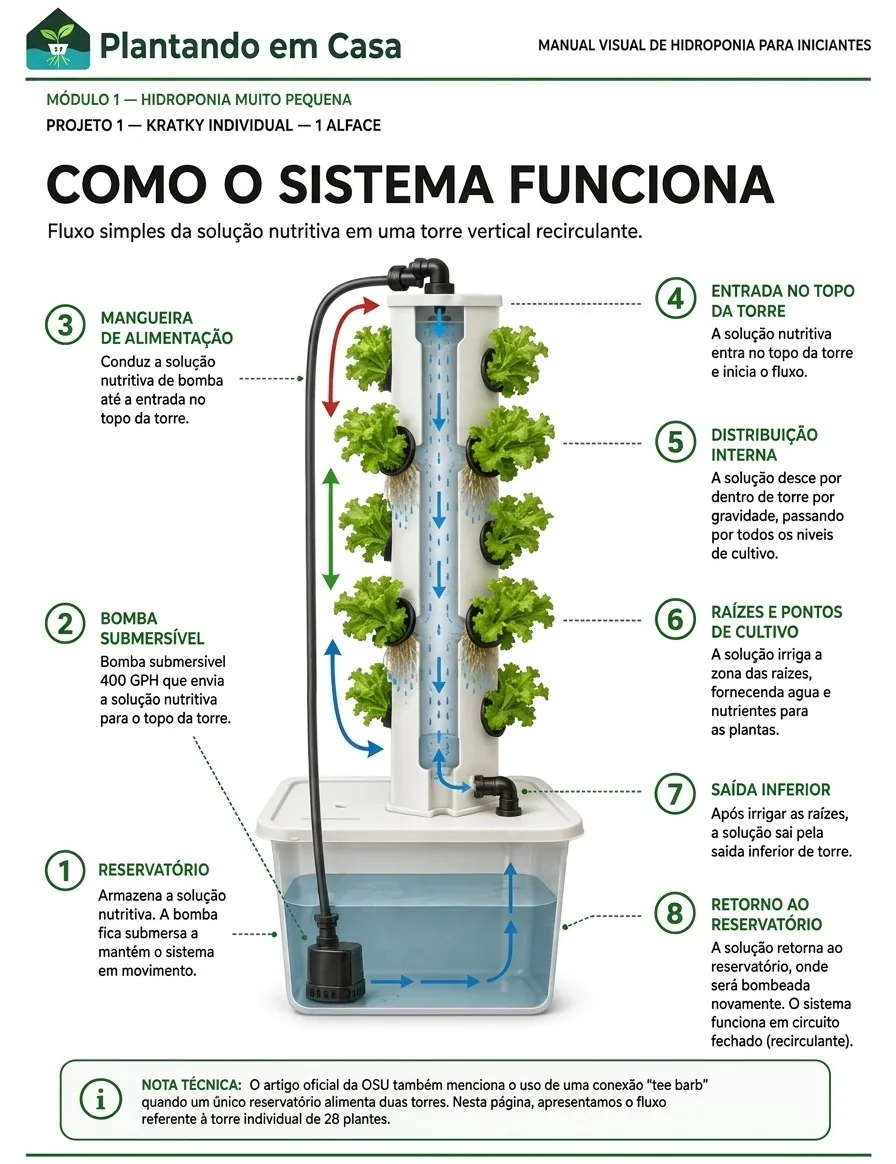 Plantando em Casa
MANUAL VISUAL DE HIDROPONIA PARA INICIANTES
MÓDULO 1 — HIDROPONIA MUITO PEQUENA
PROJETO 1 — KRATKY INDIVIDUAL — 1 ALFACE
COMO O SISTEMA FUNCIONA
Fluxo simples da solução nutritiva em uma torre vertical recirculante.
3
MANGUEIRA
DE ALIMENTAÇÃO
Conduz a solução
nutritiva de bomba
até a entrada no
topo da torre.
2
BOMBA
SUBMERSÍVEL
Bomba submersivel
400 GPH que envia
a solução nutritiva
para o topo da torre.
1
RESERVATÓRIO
Armazena a solução
nutritiva. A bomba
fica submersa a
mantém o sistema
em movimento.
4
ENTRADA NO TOPO
DA TORRE
A solução nutritiva
entra no topo da torre
e inicia o fluxo.
5
DISTRIBUIÇÃO
INTERNA
A solução desce por
dentro de torre por
gravidade, passando
por todos os niveis
de cultivo.
6
RAÍZES E PONTOS
DE CULTIVO
A solução irriga a
zona das raizes,
fornecenda agua e
nutrientes para
as plantas.
7
SAÍDA INFERIOR
Após irrigar as raízes,
a solução sai pela
saida inferior de torre.
8
RETORNO AO
RESERVATÓRIO
A solução retorna ao
reservatório, onde
será bombeada
novamente. O sistema
funciona em circuito
fechado (recirculante).
NOTA TÉCNICA: O artigo oficial da OSU também menciona o uso de uma conexão “tee barb”
quando um único reservatório alimenta duas torres. Nesta página, apresentamos o fluxo
referente à torre individual de 28 plantes.